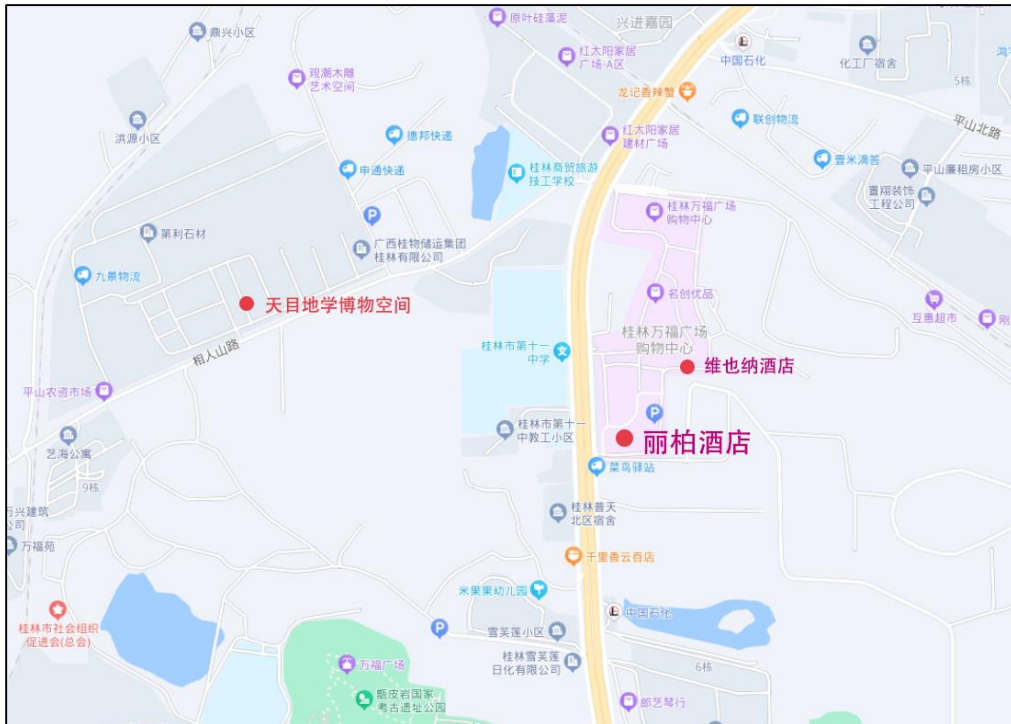 鼎兴小区
原叶硅藻泥
兴进嘉园
中国石化
化工厂宿舍
5栋
观潮木雕
艺术空间
红太阳家居
广场·A区
龙记香辣蟹
洪源小区
德邦快递
红太阳家居
建材广场
联创物流
平山北路
申通快递
桂林商贸旅游
技工学校
壹米滴答
平山廉租房小区
置翔装饰
工程公司
第利石材
P
桂林万福广场
购物中心
广西桂物储运集团
桂林有限公司
九景物流
天目地学博物空间
名创优品
互惠超市
刚
相人山路
桂林市第十一
中学
桂林万福广场
购物中心
维也纳酒店
平山农资市场
P
艺海公寓
桂林市第十一
中教工小区
丽柏酒店
9栋
菜鸟驿站
万兴建筑
公司
万福苑
桂林普天
北区宿舍
千里香云吞店
米果果幼儿园
桂林市社会组织
促进会(总会)
P
中国石化
雪芙莲小区
万福广场
桂林雪芙莲
日化有限公司
6栋
甑皮岩国家
考古遗址公园
郎艺琴行